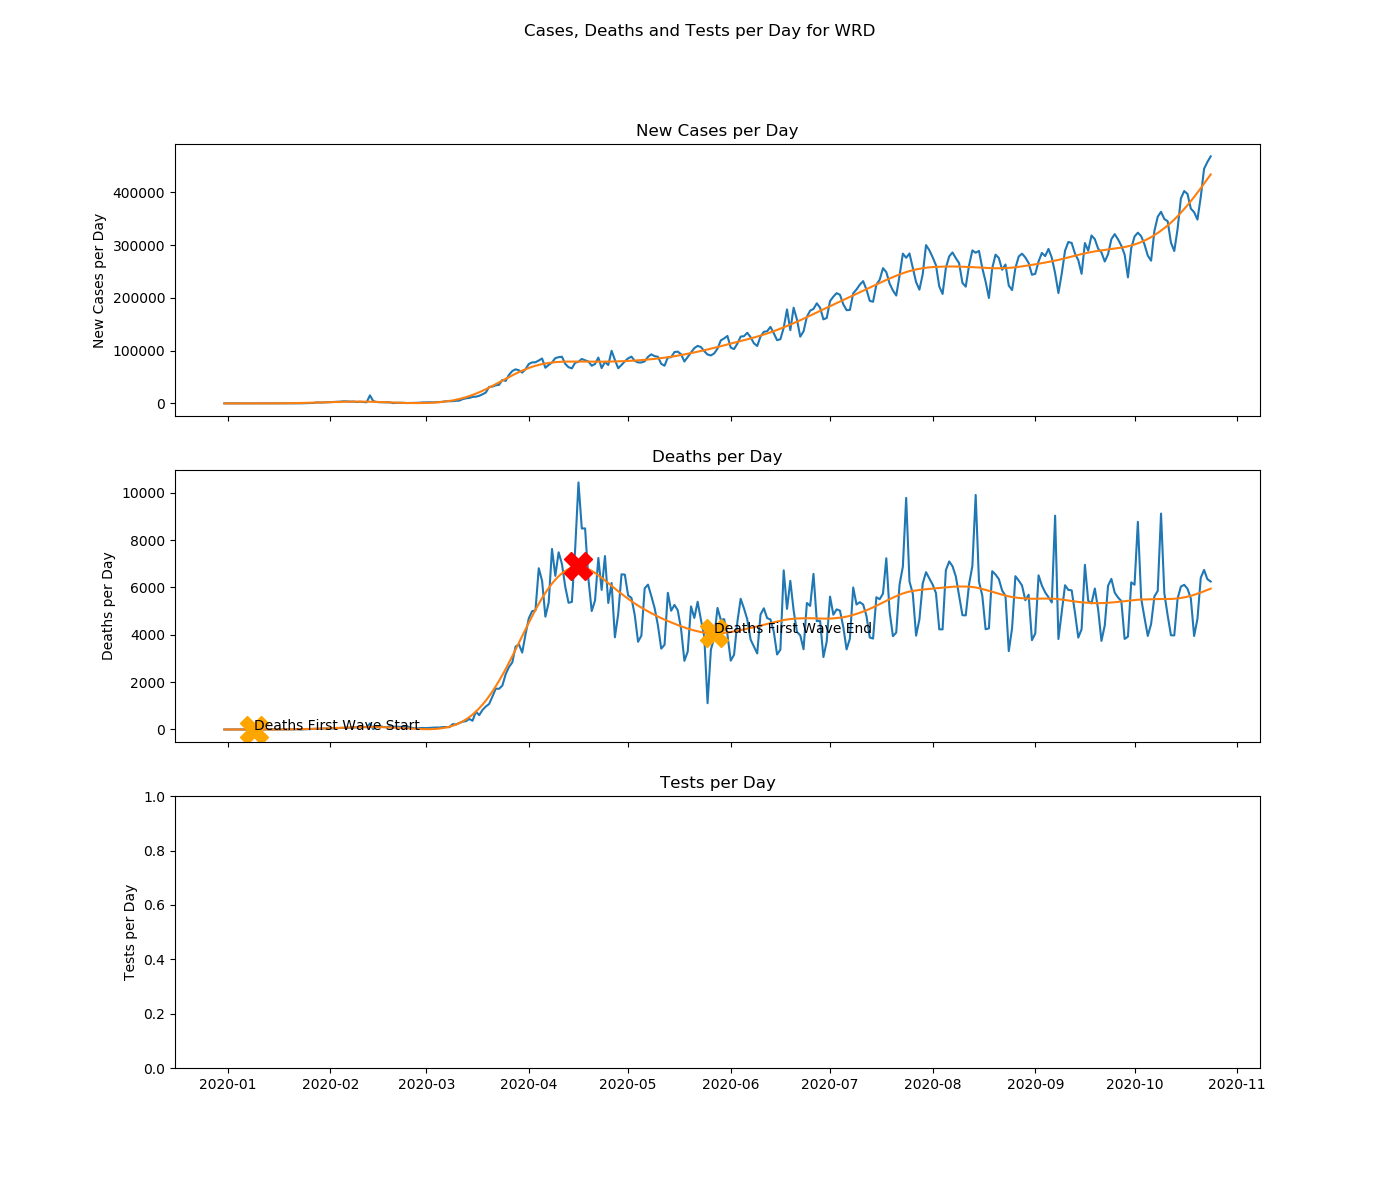 Cases, Deaths and Tests per Day for WRD
New Cases per Day
New Cases per Day
400000
300000
200000
100000
0
Deaths per Day
Deaths per Day
10000
8000
6000
4000
2000
0
Deaths First Wave End
Deaths First Wave Start
Tests per Day
Tests per Day
1.0
0.8
0.6
0.4
0.2
0.0
2020-01 2020-02 2020-03 2020-04 2020-05 2020-06 2020-07 2020-08 2020-09 2020-10 2020-11